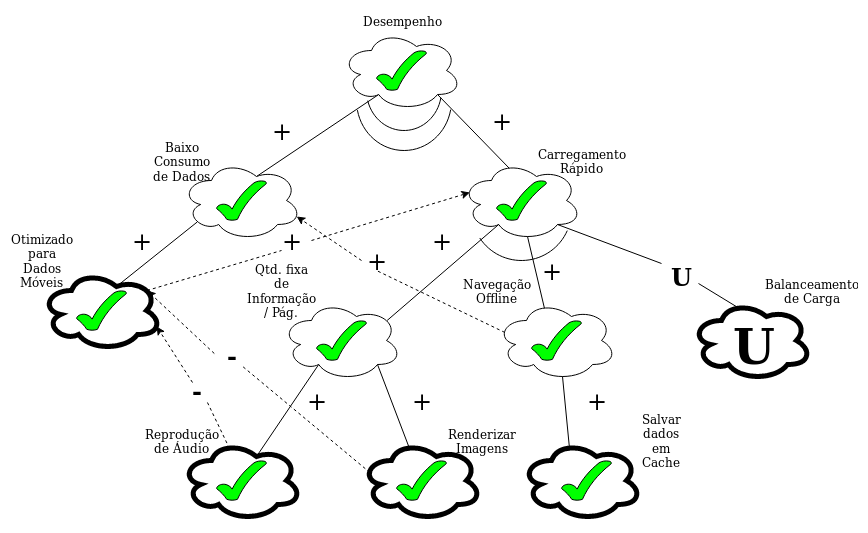 Desempenho
+
+
Baixo
Consumo
de Dados
Carregamento
Rápido
Otimizado
para
Dados
Móveis
+
+
+
+
+
Qtd. fixa
de
Informação
/ Pág.
Navegação
Offline
U
Balanceamento
de Carga
U
-
-
+
+
+
Reprodução
de Áudio
Renderizar
Imagens
Salvar
dados
em
Cache